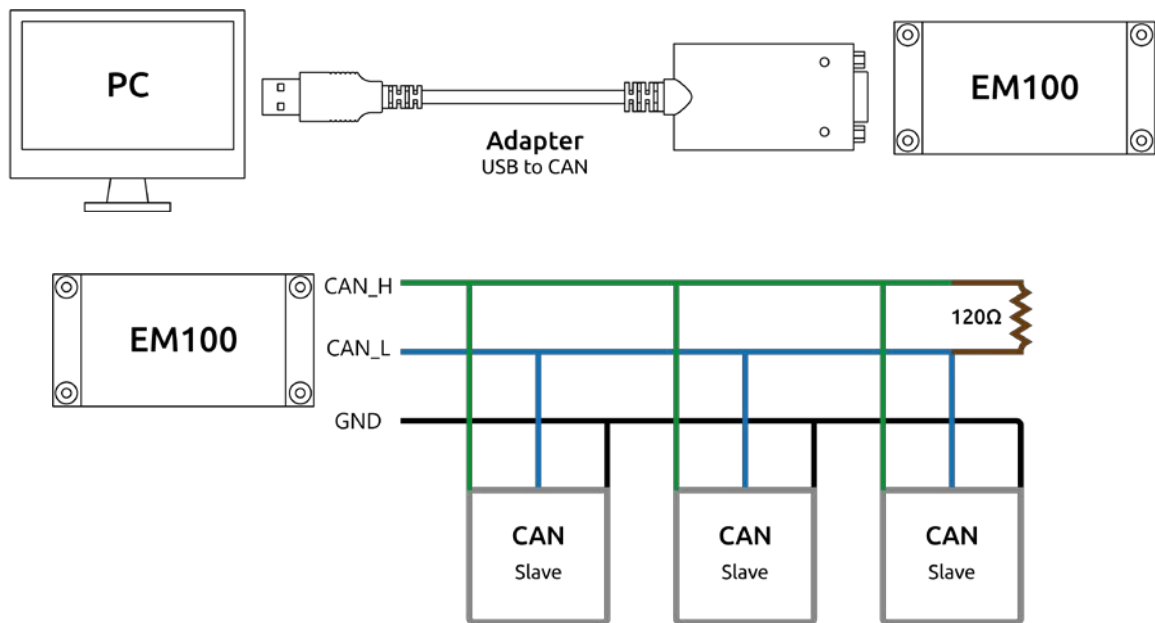 PC
Adapter
USB to CAN
EM100
EM100
CAN_H
CAN_L
GND
120Ω
CAN
Slave
CAN
Slave
CAN
Slave